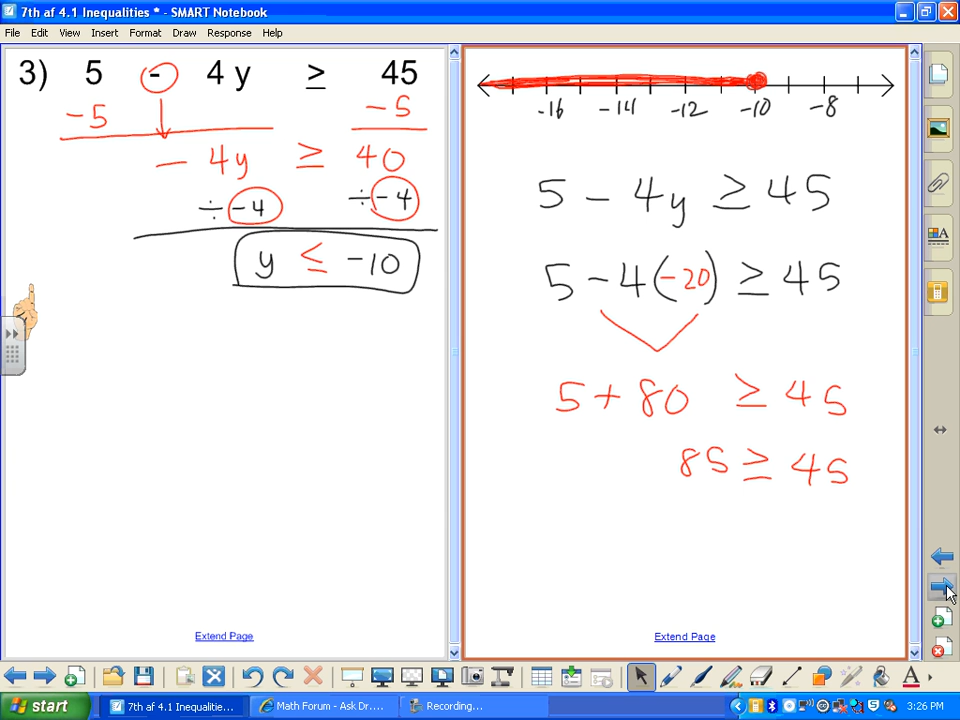 7th af 4.1 Inequalities * - SMART Notebook
File Edit View Insert Format Draw Response Help
3) 5 - 4 y ≥ 45
-5 -5
- 4y ≥ 40
÷ -4 ÷ -4
y ≤ -10
Extend Page
-16 -14 -12 -10 -8
5 - 4y ≥ 45
5 - 4(-20) ≥ 45
5 + 80 ≥ 45
85 ≥ 45
Extend Page
start 7th af 4.1 Inequalitie... Math Forum - Ask Dr.... Recording... 3:26 PM